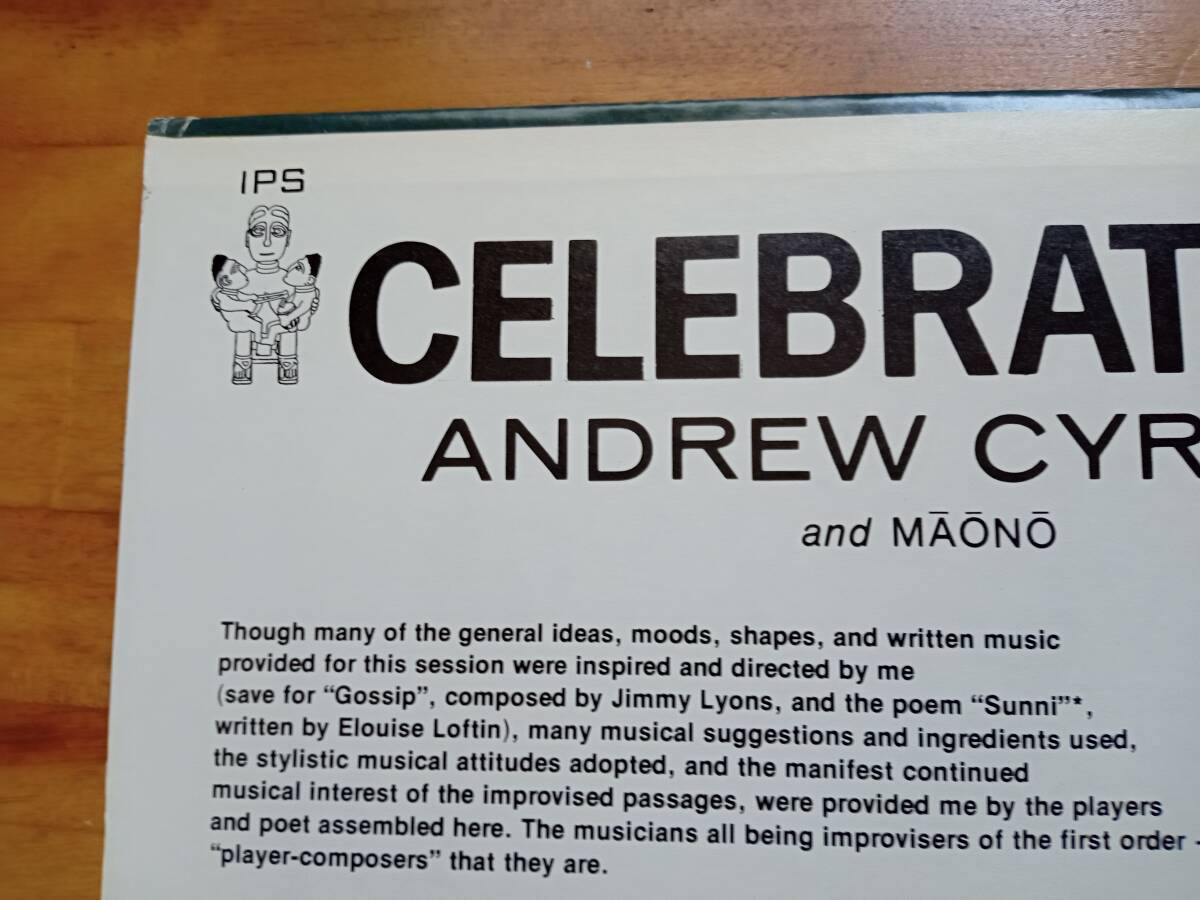 IPS
CELEBRAT
ANDREW CYR
and MĀŌNŌ
Though many of the general ideas, moods, shapes, and written music
provided for this session were inspired and directed by me
(save for “Gossip”, composed by Jimmy Lyons, and the poem “Sunni”*,
written by Elouise Loftin), many musical suggestions and ingredients used,
the stylistic musical attitudes adopted, and the manifest continued
musical interest of the improvised passages, were provided me by the players
and poet assembled here. The musicians all being improvisers of the first order -
“player-composers” that they are.